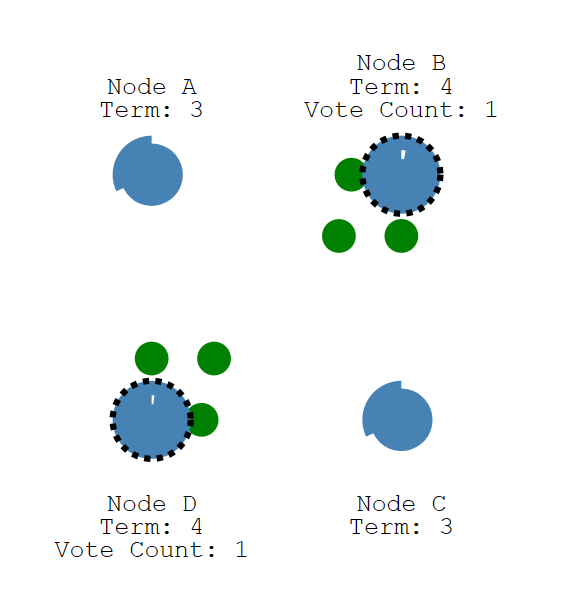 Node A
Term: 3
Node B
Term: 4
Vote Count: 1
Node D
Term: 4
Vote Count: 1
Node C
Term: 3